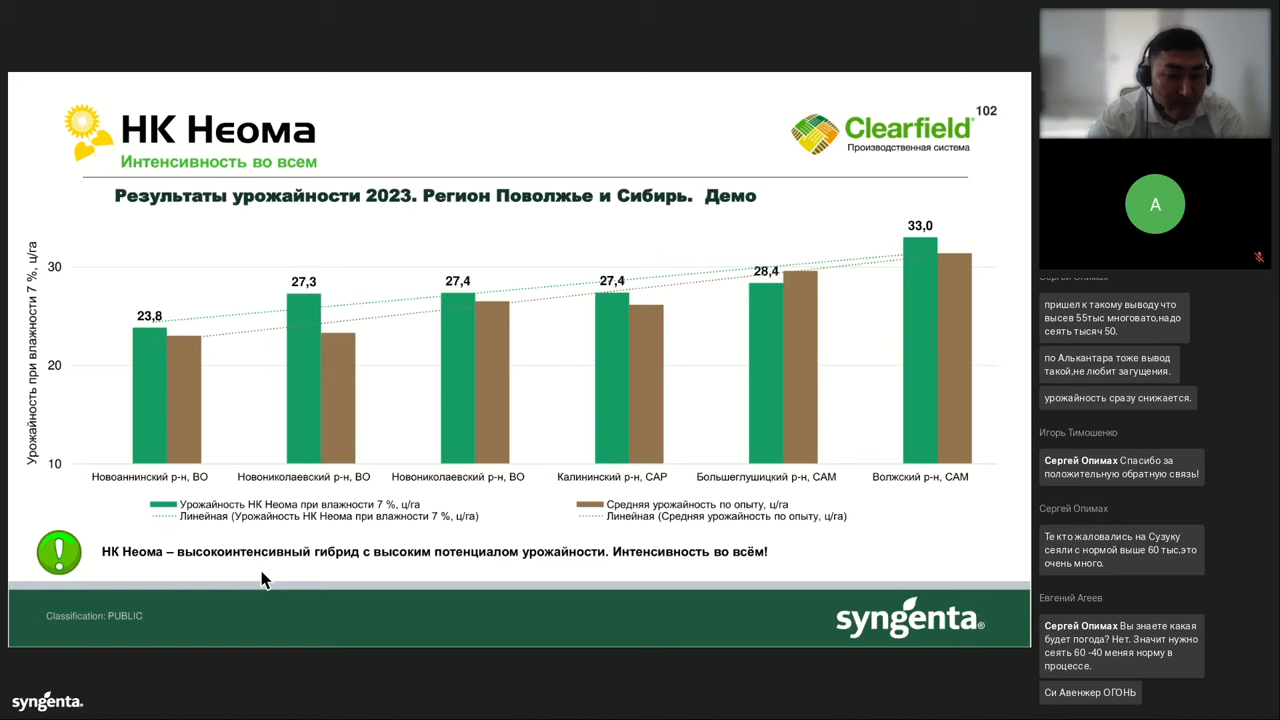 НК Неома
Интенсивность во всем
Clearfield®
Производственная система
102
Результаты урожайности 2023. Регион Поволжье и Сибирь. Демо
Урожайность при влажности 7 %, ц/га
30
20
10
23,8
27,3
27,4
27,4
28,4
33,0
Новоаннинский р-н, ВО
Новониколаевский р-н, ВО
Новониколаевский р-н, ВО
Калининский р-н, САР
Большеглушицкий р-н, САМ
Волжский р-н, САМ
Урожайность НК Неома при влажности 7 %, ц/га
Средняя урожайность по опыту, ц/га
Линейная (Урожайность НК Неома при влажности 7 %, ц/га)
Линейная (Средняя урожайность по опыту, ц/га)
НК Неома – высокоинтенсивный гибрид с высоким потенциалом урожайности. Интенсивность во всём!
Classification: PUBLIC
syngenta®
syngenta.
А
Сергей Опимах
пришел к такому выводу что
высев 55тыс многовато,надо
сеять тысяч 50.
по Алькантара тоже вывод
такой,не любит загущения.
урожайность сразу снижается.
Игорь Тимошенко
Сергей Опимах Спасибо за
положительную обратную связь!
Сергей Опимах
Те кто жаловались на Сузуку
сеяли с нормой выше 60 тыс,это
очень много.
Евгений Агеев
Сергей Опимах Вы знаете какая
будет погода? Нет. Значит нужно
сеять 60 -40 меняя норму в
процессе.
Си Авенжер ОГОНЬ